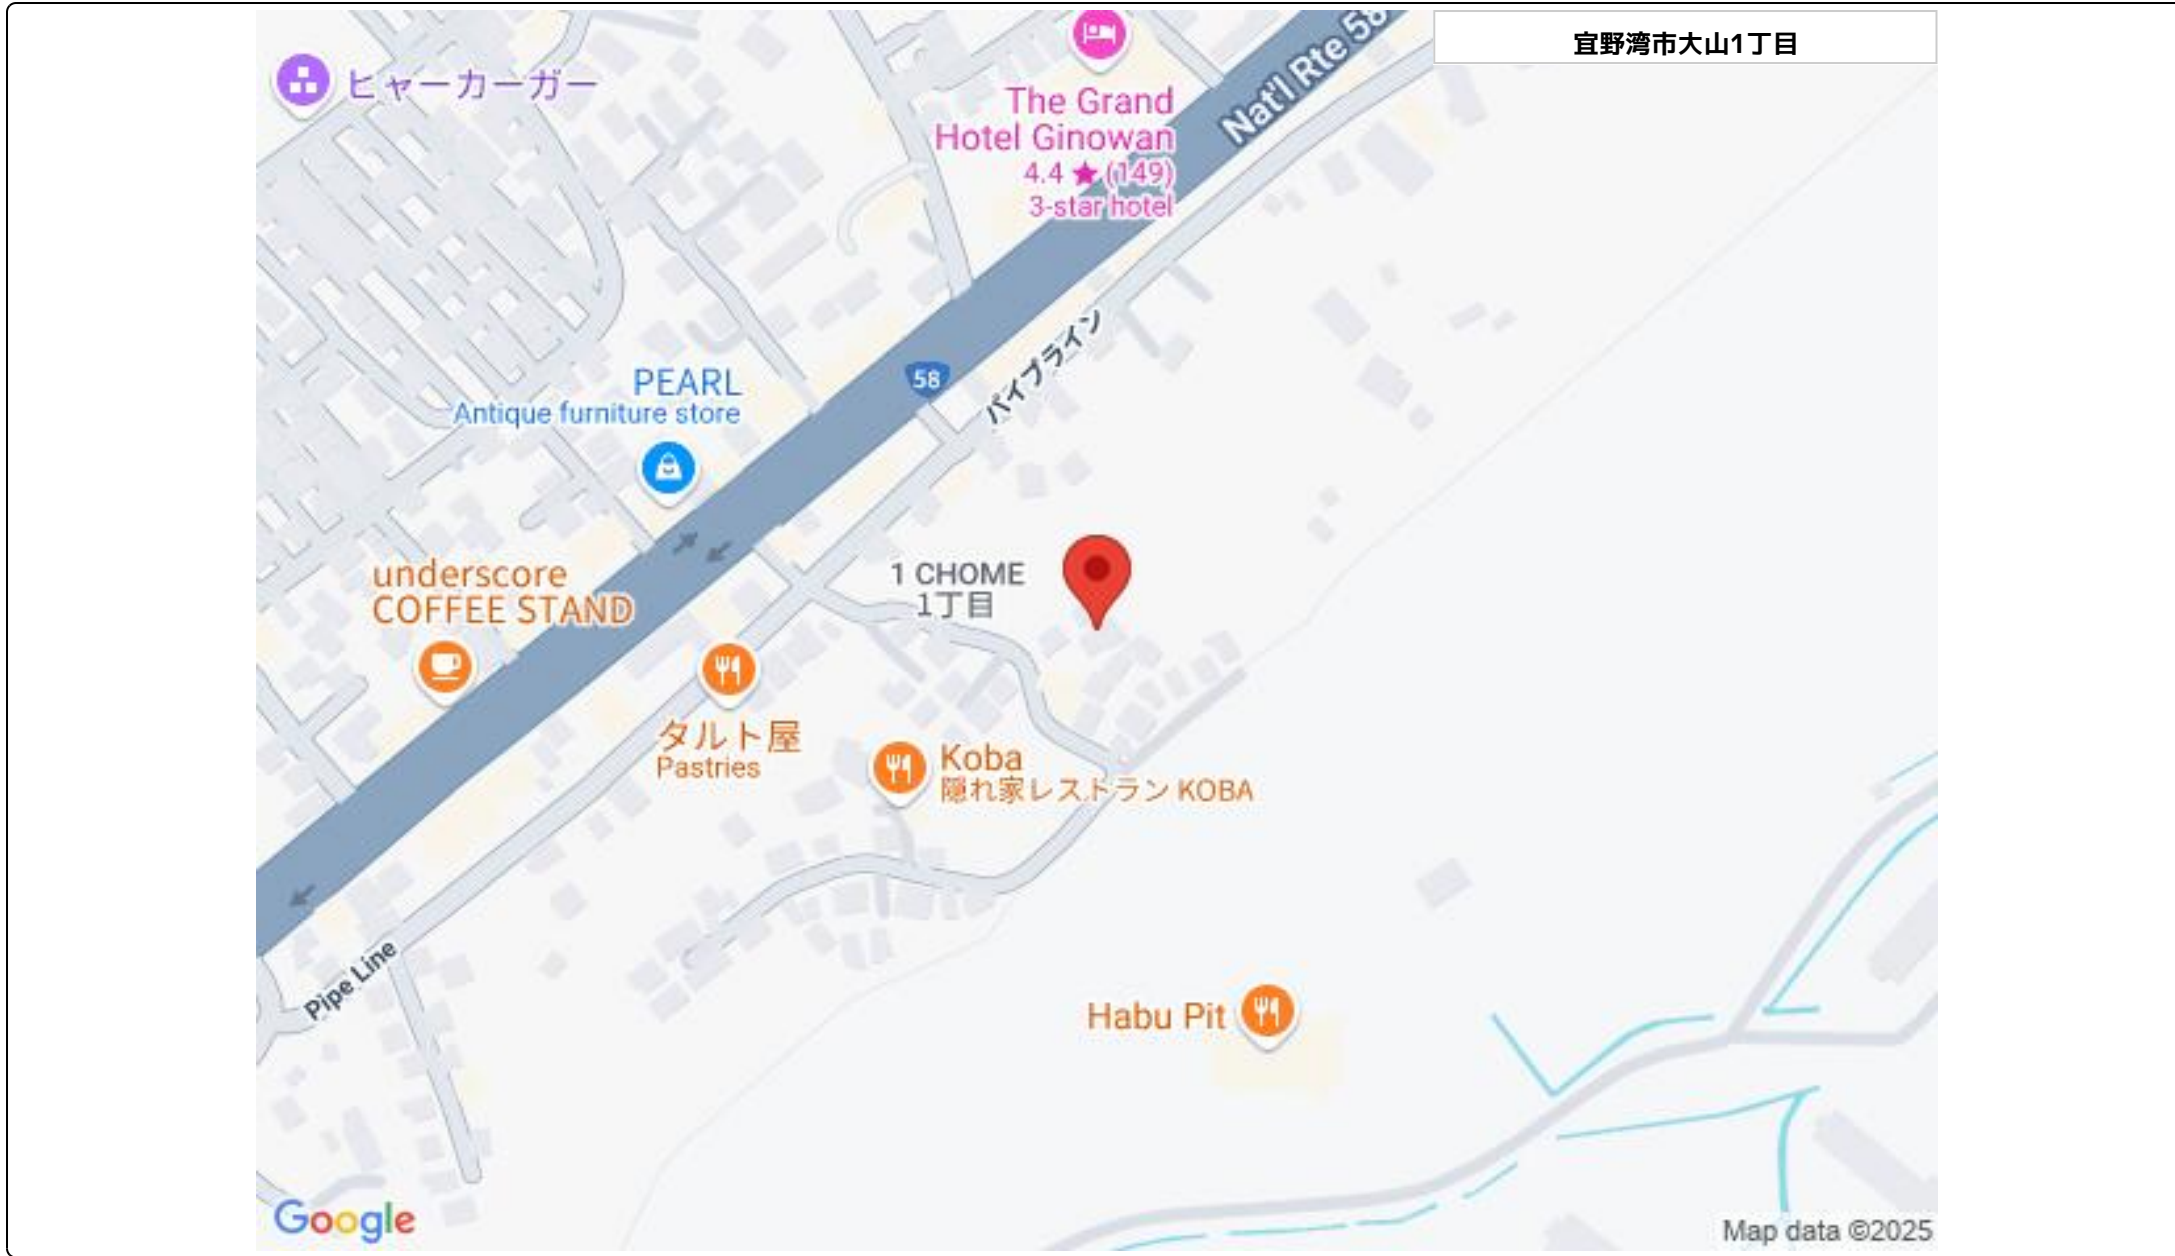 宜野湾市大山1丁目
ヒャーカーガー
The Grand
Hotel Ginowan
4.4 ★ (149)
3-star hotel
Nat'l Rte 58
パイプライン
58
PEARL
Antique furniture store
underscore
COFFEE STAND
1 CHOME
1丁目
タルト屋
Pastries
Koba
隠れ家レストラン KOBA
Pipe Line
Habu Pit
Google
Map data ©2025